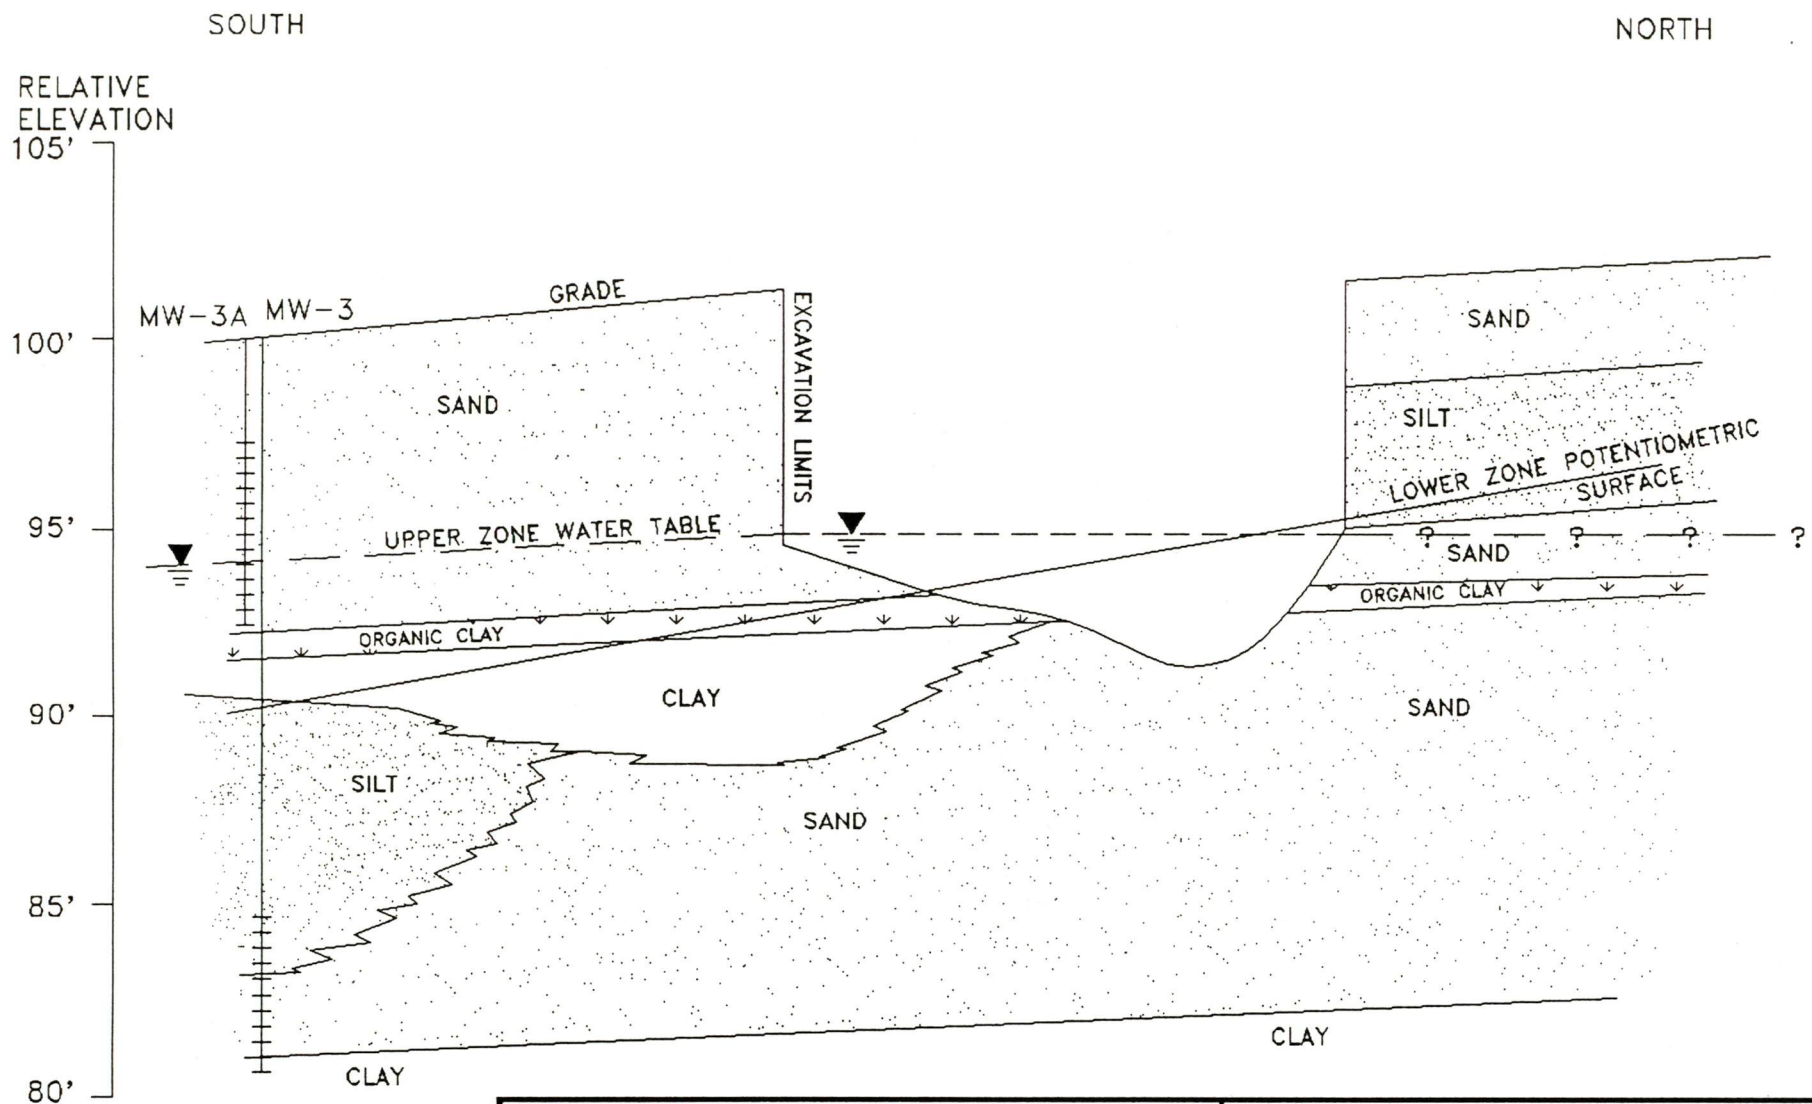 SOUTH
NORTH
RELATIVE
ELEVATION
105'
GRADE
MW-3A MW-3
EXCAVATION LIMITS
SAND
100'
SAND
SILT
LOWER ZONE POTENTIOMETRIC
SURFACE
95'
UPPER ZONE WATER TABLE
? ? ? ?
SAND
ORGANIC CLAY
ORGANIC CLAY
CLAY
90'
SAND
SILT
SAND
85'
CLAY
CLAY
80'